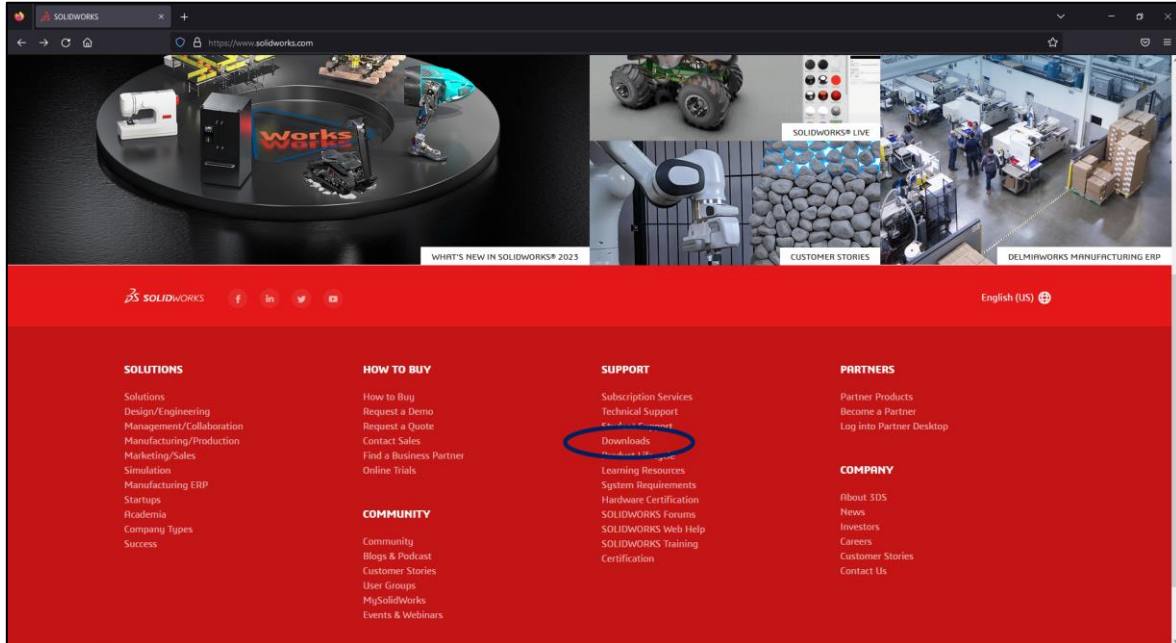 SOLIDWORKS
https://www.solidworks.com
Works
SOLIDWORKS® LIVE
WHAT'S NEW IN SOLIDWORKS® 2023
CUSTOMER STORIES
DELMIAWORKS MANUFACTURING ERP
SOLIDWORKS
English (US)
SOLUTIONS
Solutions
Design/Engineering
Management/Collaboration
Manufacturing/Production
Marketing/Sales
Simulation
Manufacturing ERP
Startups
Academia
Company Types
Success
HOW TO BUY
How to Buy
Request a Demo
Request a Quote
Contact Sales
Find a Business Partner
Online Trials
COMMUNITY
Community
Blogs & Podcast
Customer Stories
User Groups
MySolidWorks
Events & Webinars
SUPPORT
Subscription Services
Technical Support
Student Support
Downloads
Product Lifecycle
Learning Resources
System Requirements
Hardware Certification
SOLIDWORKS Forums
SOLIDWORKS Web Help
SOLIDWORKS Training
Certification
PARTNERS
Partner Products
Become a Partner
Log into Partner Desktop
COMPANY
About 3DS
News
Investors
Careers
Customer Stories
Contact Us